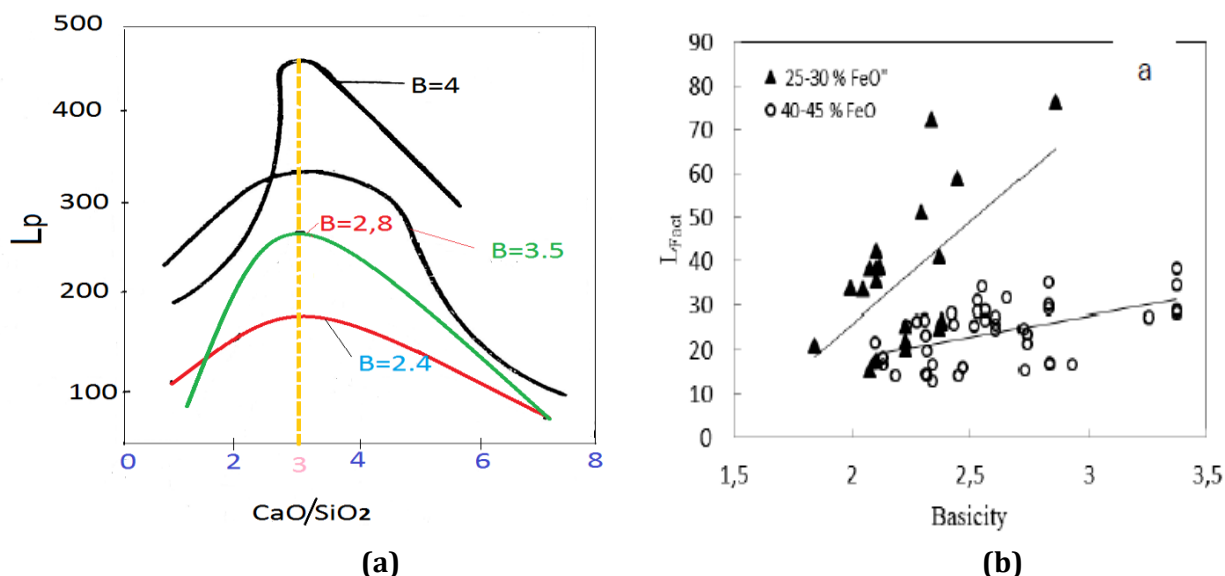 500
400
300
200
100
0
2
3
4
6
8
Lp
CaO/SiO2
B=4
B=2,8
B=3.5
B=2.4
(a)
90
80
70
60
50
40
30
20
10
0
1,5
2
2,5
3
3,5
LFact
Basicity
a
▲ 25-30 % FeO"
o 40-45 % FeO
(b)